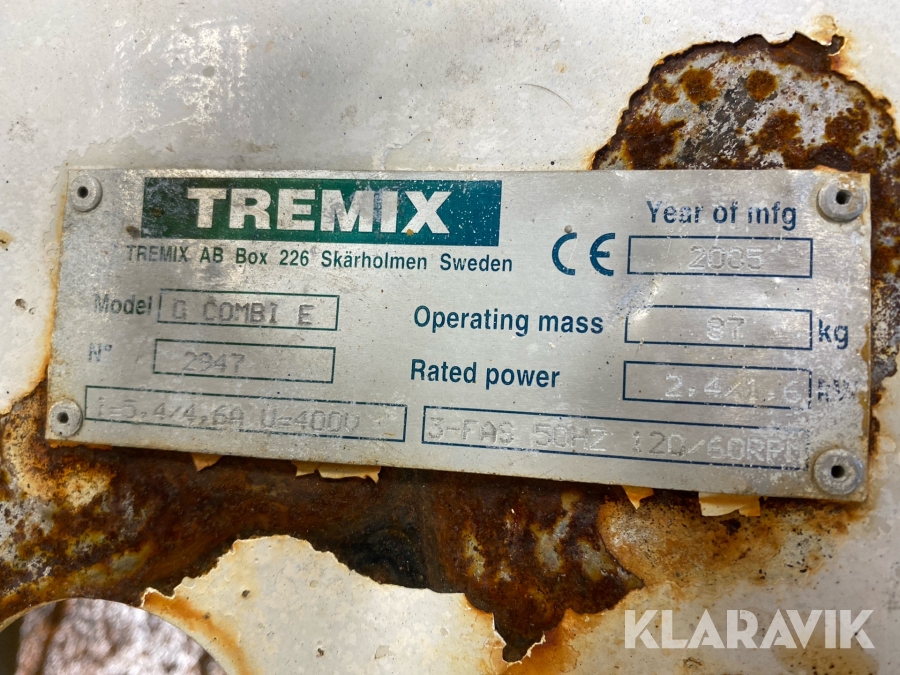 TREMIX
TREMIX AB Box 226 Skärholmen Sweden
CE
Year of mfg
2005
Model G COMBI E
Operating mass 87 kg
N° 2947
Rated power 2,4/1,6 kW
I=5,4/4,6A U=400V
3-FAS 50HZ 120/60RPM
KLARAVIK